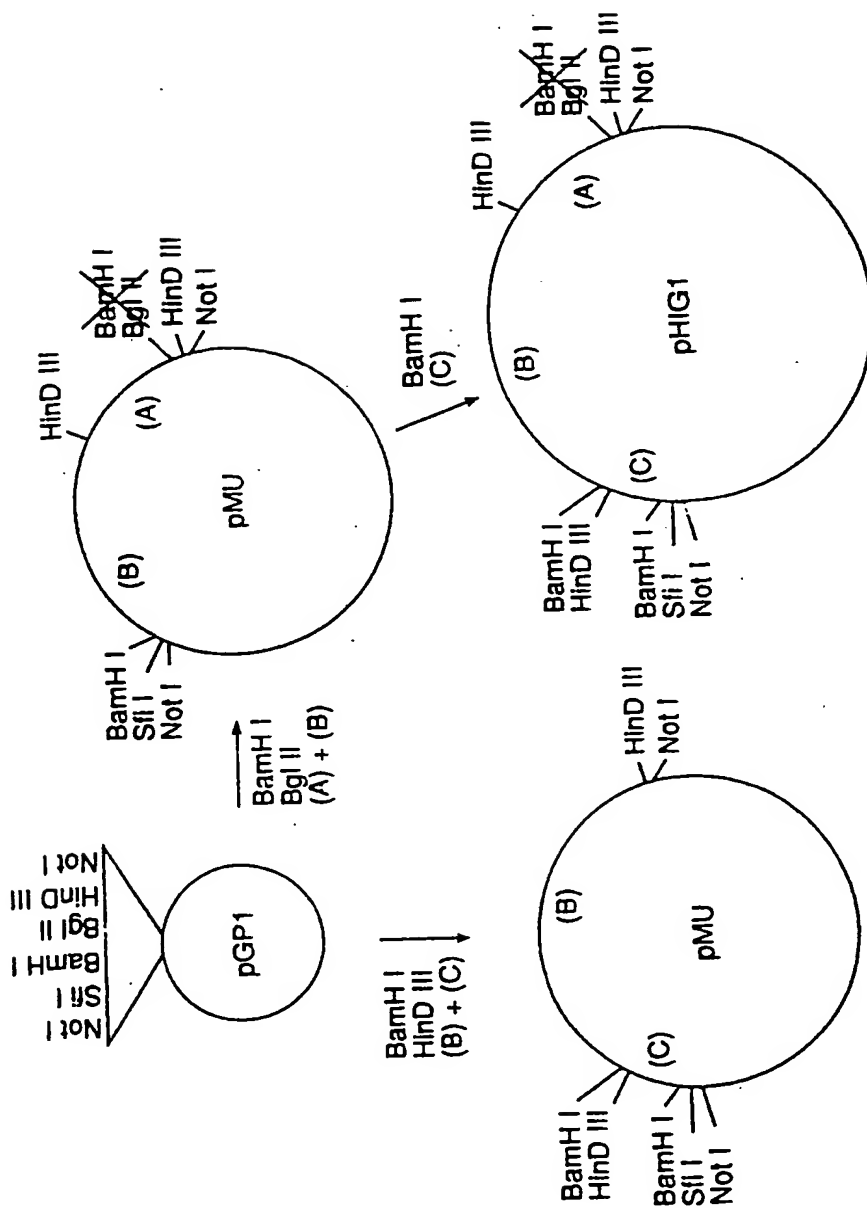 Not I
Sfi I
BamH I
Bgl II
HinD III
Not I
pGP1
BamH I
Bgl II
(A) + (B)
BamH I
Sfi I
Not I
(B)
(A)
HinD III
BamH I
Bgl II
HinD III
Not I
pMU
BamH I
HinD III
(B) + (C)
BamH I
HinD III
(C)
BamH I
Sfi I
Not I
(B)
HinD III
Not I
pMU
BamH I
(C)
BamH I
HinD III
(C)
BamH I
Sfi I
Not I
(B)
(A)
HinD III
BamH I
Bgl II
HinD III
Not I
pHIG1